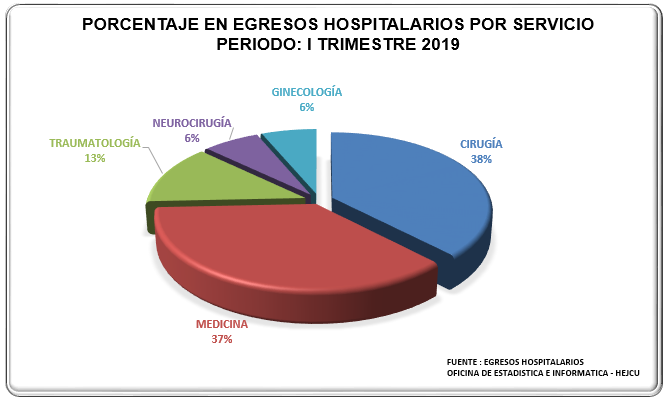 PORCENTAJE EN EGRESOS HOSPITALARIOS POR SERVICIO
PERIODO: I TRIMESTRE 2019
GINECOLOGÍA
6%
NEUROCIRUGÍA
6%
TRAUMATOLOGÍA
13%
CIRUGÍA
38%
MEDICINA
37%
FUENTE : EGRESOS HOSPITALARIOS
OFICINA DE ESTADISTICA E INFORMATICA - HEJCU